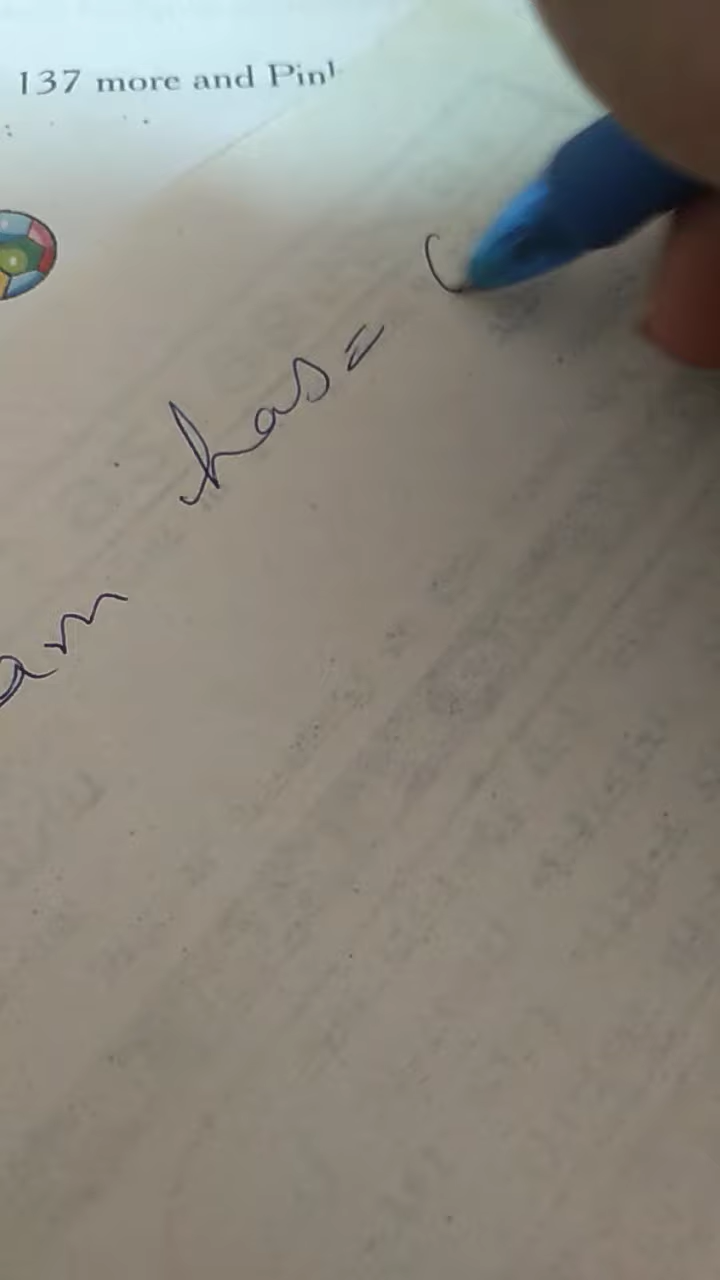 137 more and
has =
am